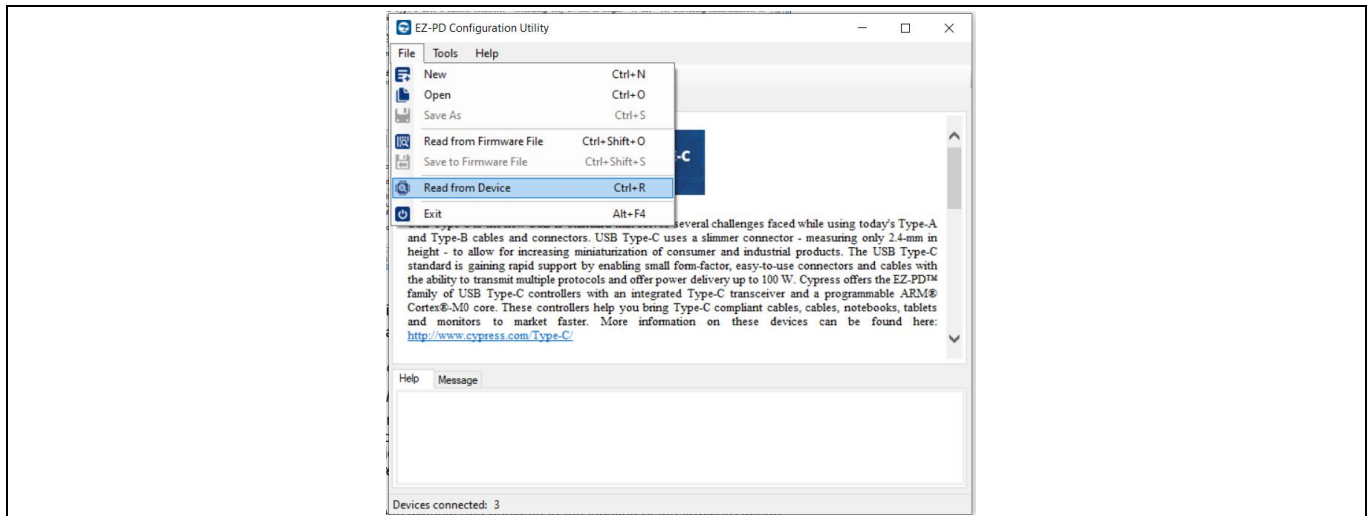 EZ-PD Configuration Utility
File Tools Help
New Ctrl+N
Open Ctrl+O
Save As Ctrl+S
Read from Firmware File Ctrl+Shift+O
Save to Firmware File Ctrl+Shift+S
Read from Device Ctrl+R
Exit Alt+F4
-C
several challenges faced while using today's Type-A
and Type-B cables and connectors. USB Type-C uses a slimmer connector - measuring only 2.4-mm in
height - to allow for increasing miniaturization of consumer and industrial products. The USB Type-C
standard is gaining rapid support by enabling small form-factor, easy-to-use connectors and cables with
the ability to transmit multiple protocols and offer power delivery up to 100 W. Cypress offers the EZ-PD™
family of USB Type-C controllers with an integrated Type-C transceiver and a programmable ARM®
Cortex®-M0 core. These controllers help you bring Type-C compliant cables, cables, notebooks, tablets
and monitors to market faster. More information on these devices can be found here:
http://www.cypress.com/Type-C/
Help Message
Devices connected: 3